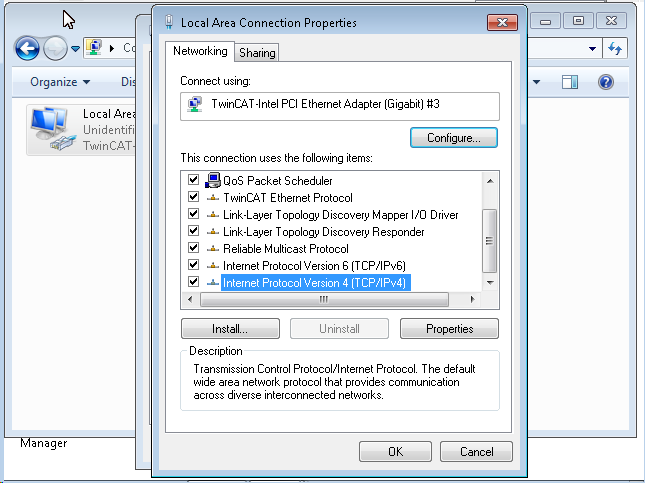 Local Area Connection Properties
Co
Networking
Sharing
Organize
Dis
Connect using:
TwinCAT-Intel PCI Ethernet Adapter (Gigabit) #3
Local Area
Unidentifi
TwinCAT-
Configure...
This connection uses the following items:
QoS Packet Scheduler
TwinCAT Ethernet Protocol
Link-Layer Topology Discovery Mapper I/O Driver
Link-Layer Topology Discovery Responder
Reliable Multicast Protocol
Internet Protocol Version 6 (TCP/IPv6)
Internet Protocol Version 4 (TCP/IPv4)
Install...
Uninstall
Properties
Description
Transmission Control Protocol/Internet Protocol. The default
wide area network protocol that provides communication
across diverse interconnected networks.
Manager
OK
Cancel